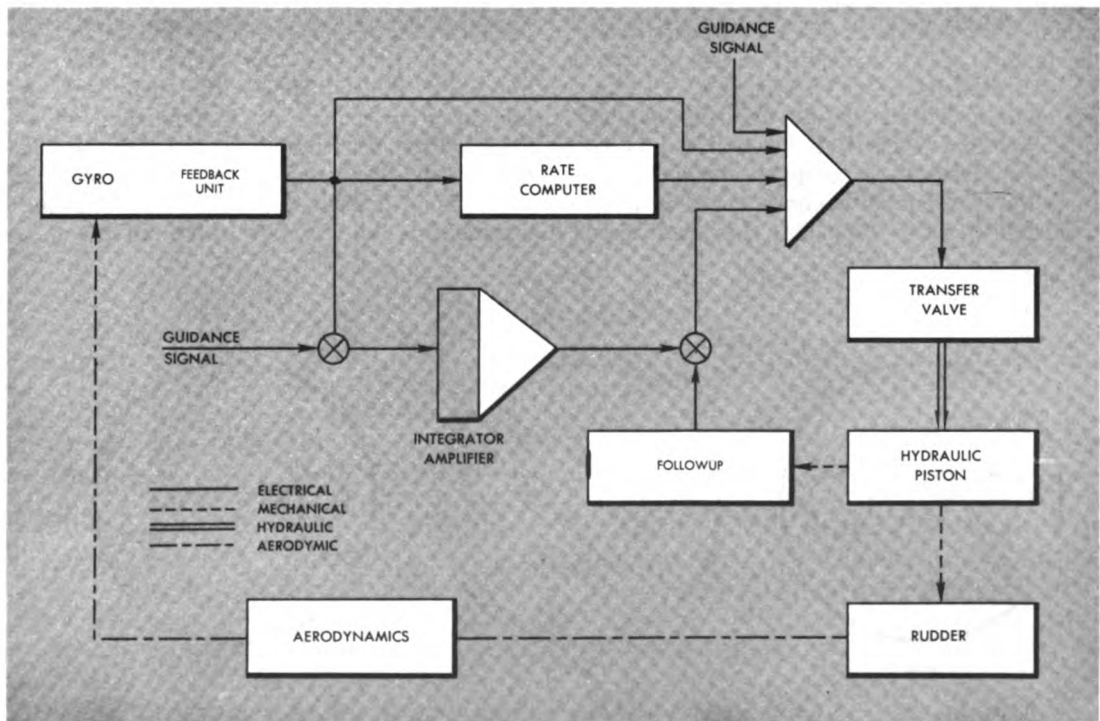 GUIDANCE
SIGNAL
GYRO FEEDBACK
UNIT
RATE
COMPUTER
TRANSFER
VALVE
GUIDANCE
SIGNAL
INTEGRATOR
AMPLIFIER
FOLLOWUP
HYDRAULIC
PISTON
ELECTRICAL
MECHANICAL
HYDRAULIC
AERODYMIC
AERODYNAMICS
RUDDER